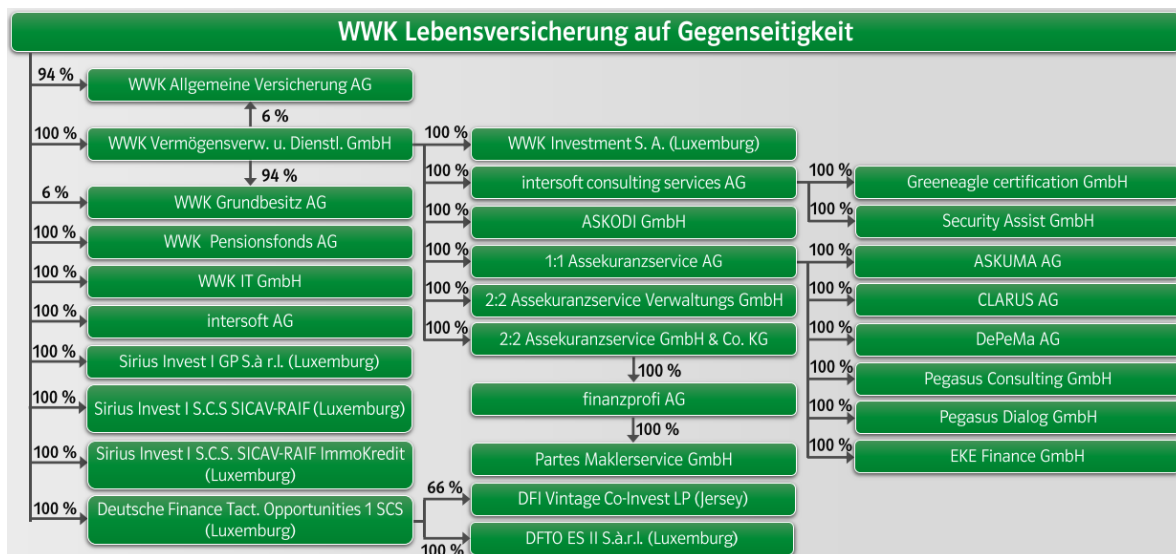 WWK Lebensversicherung auf Gegenseitigkeit
94 %
WWK Allgemeine Versicherung AG
6 %
100 %
WWK Vermögensverw. u. Dienstl. GmbH
94 %
6 %
WWK Grundbesitz AG
100 %
WWK Pensionsfonds AG
100 %
WWK IT GmbH
100 %
intersoft AG
100 %
Sirius Invest I GP S.à r.l. (Luxemburg)
100 %
Sirius Invest I S.C.S SICAV-RAIF (Luxemburg)
100 %
Sirius Invest I S.C.S. SICAV-RAIF ImmoKredit
(Luxemburg)
100 %
Deutsche Finance Tact. Opportunities 1 SCS
(Luxemburg)
100 %
WWK Investment S. A. (Luxemburg)
100 %
intersoft consulting services AG
100 %
ASKODI GmbH
100 %
1:1 Assekuranzservice AG
100 %
2:2 Assekuranzservice Verwaltungs GmbH
100 %
2:2 Assekuranzservice GmbH & Co. KG
100 %
finanzprofi AG
100 %
Partes Maklerservice GmbH
66 %
DFI Vintage Co-Invest LP (Jersey)
100 %
DFTO ES II S.à.r.l. (Luxemburg)
100 %
Greeneagle certification GmbH
100 %
Security Assist GmbH
100 %
ASKUMA AG
100 %
CLARUS AG
100 %
DePeMa AG
100 %
Pegasus Consulting GmbH
100 %
Pegasus Dialog GmbH
100 %
EKE Finance GmbH